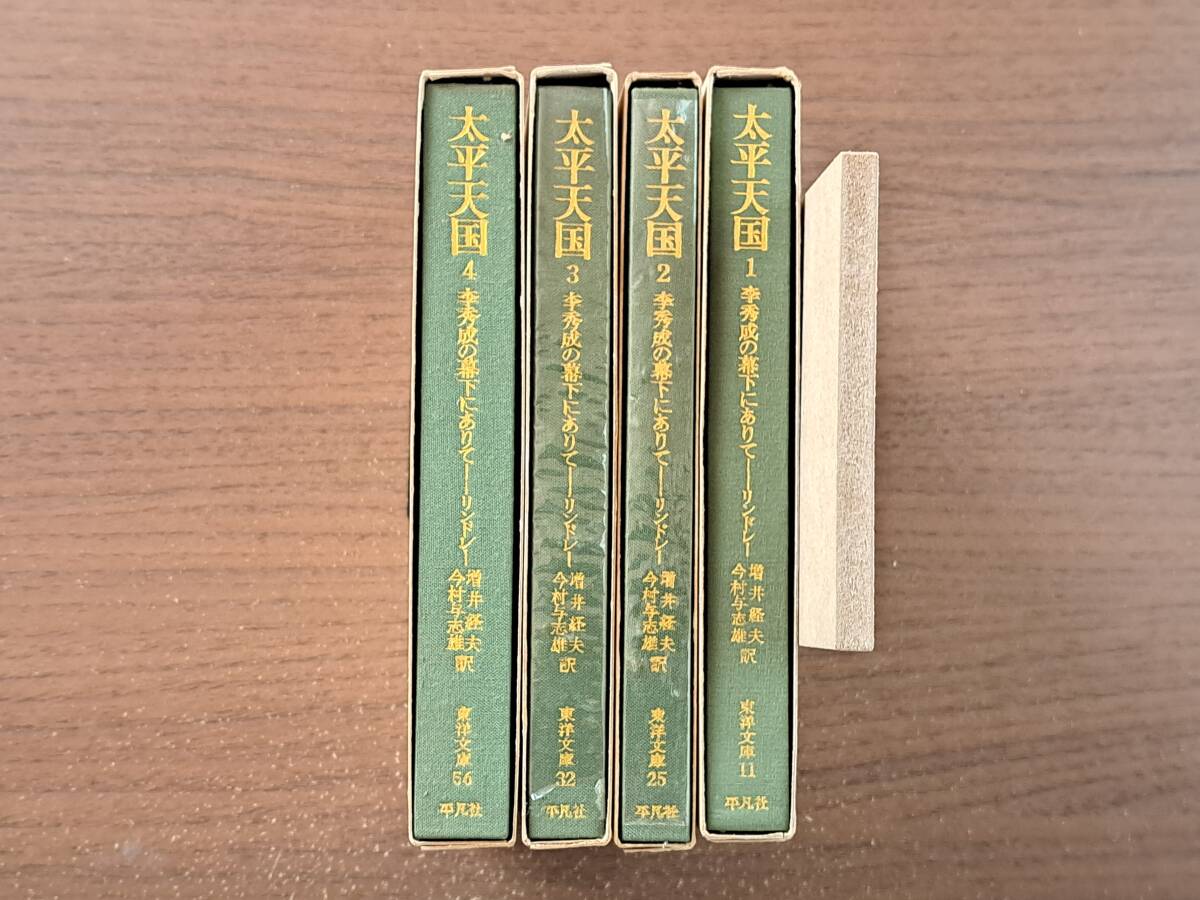 太平天国 4 李秀成の幕下にありて――リンドレー
増井経夫
今村与志雄 訳
東洋文庫 56
平凡社
太平天国 3 李秀成の幕下にありて――リンドレー
増井経夫
今村与志雄 訳
東洋文庫 32
平凡社
太平天国 2 李秀成の幕下にありて――リンドレー
増井経夫
今村与志雄 訳
東洋文庫 25
平凡社
太平天国 1 李秀成の幕下にありて――リンドレー
増井経夫
今村与志雄 訳
東洋文庫 11
平凡社